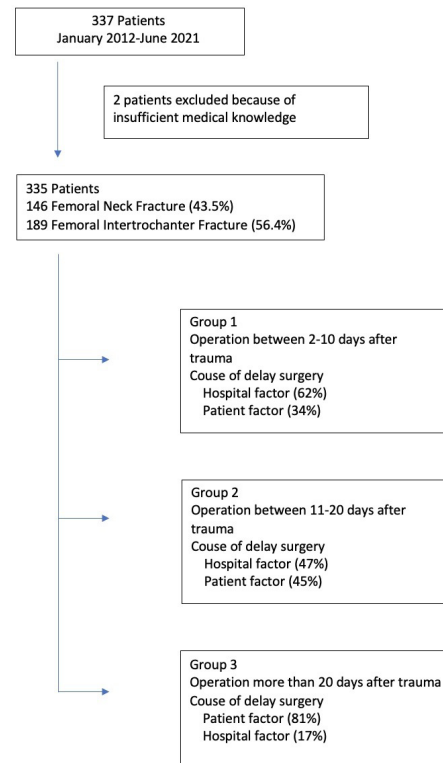 337 Patients
January 2012-June 2021
2 patients excluded because of
insufficient medical knowledge
335 Patients
146 Femoral Neck Fracture (43.5%)
189 Femoral Intertrochanter Fracture (56.4%)
Group 1
Operation between 2-10 days after
trauma
Couse of delay surgery
Hospital factor (62%)
Patient factor (34%)
Group 2
Operation between 11-20 days after
trauma
Couse of delay surgery
Hospital factor (47%)
Patient factor (45%)
Group 3
Operation more than 20 days after trauma
Couse of delay surgery
Patient factor (81%)
Hospital factor (17%)